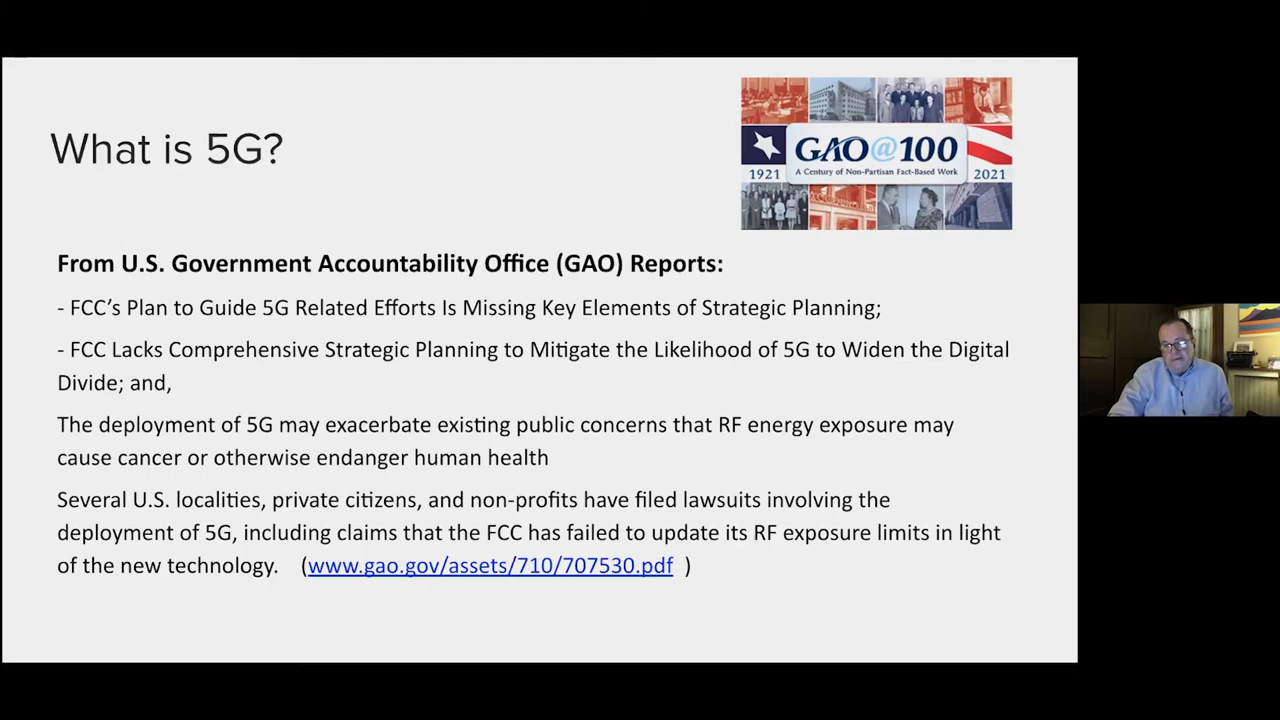 What is 5G?
GAO@100
A Century of Non-Partisan Fact-Based Work
1921
2021
From U.S. Government Accountability Office (GAO) Reports:
- FCC’s Plan to Guide 5G Related Efforts Is Missing Key Elements of Strategic Planning;
- FCC Lacks Comprehensive Strategic Planning to Mitigate the Likelihood of 5G to Widen the Digital
Divide; and,
The deployment of 5G may exacerbate existing public concerns that RF energy exposure may
cause cancer or otherwise endanger human health
Several U.S. localities, private citizens, and non-profits have filed lawsuits involving the
deployment of 5G, including claims that the FCC has failed to update its RF exposure limits in light
of the new technology. (www.gao.gov/assets/710/707530.pdf )